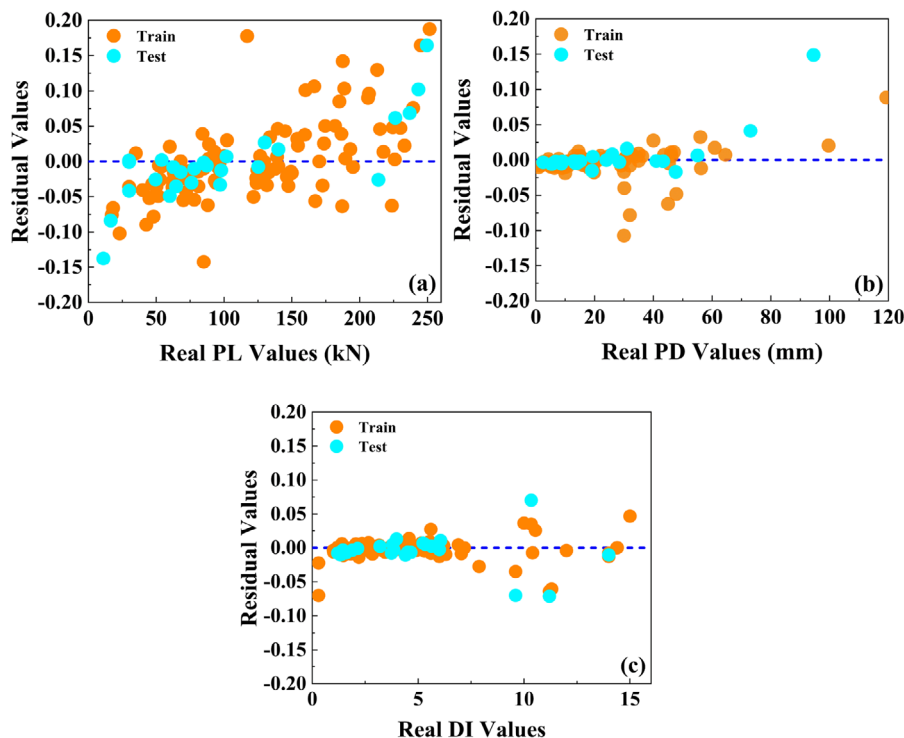 0.20
0.15
0.10
0.05
0.00
-0.05
-0.10
-0.15
-0.20
Residual Values
Train
Test
(a)
0 50 100 150 200 250
Real PL Values (kN)
0.20
0.15
0.10
0.05
0.00
-0.05
-0.10
-0.15
-0.20
Residual Values
Train
Test
(b)
0 20 40 60 80 100 120
Real PD Values (mm)
0.20
0.15
0.10
0.05
0.00
-0.05
-0.10
-0.15
-0.20
Residual Values
Train
Test
(c)
0 5 10 15
Real DI Values